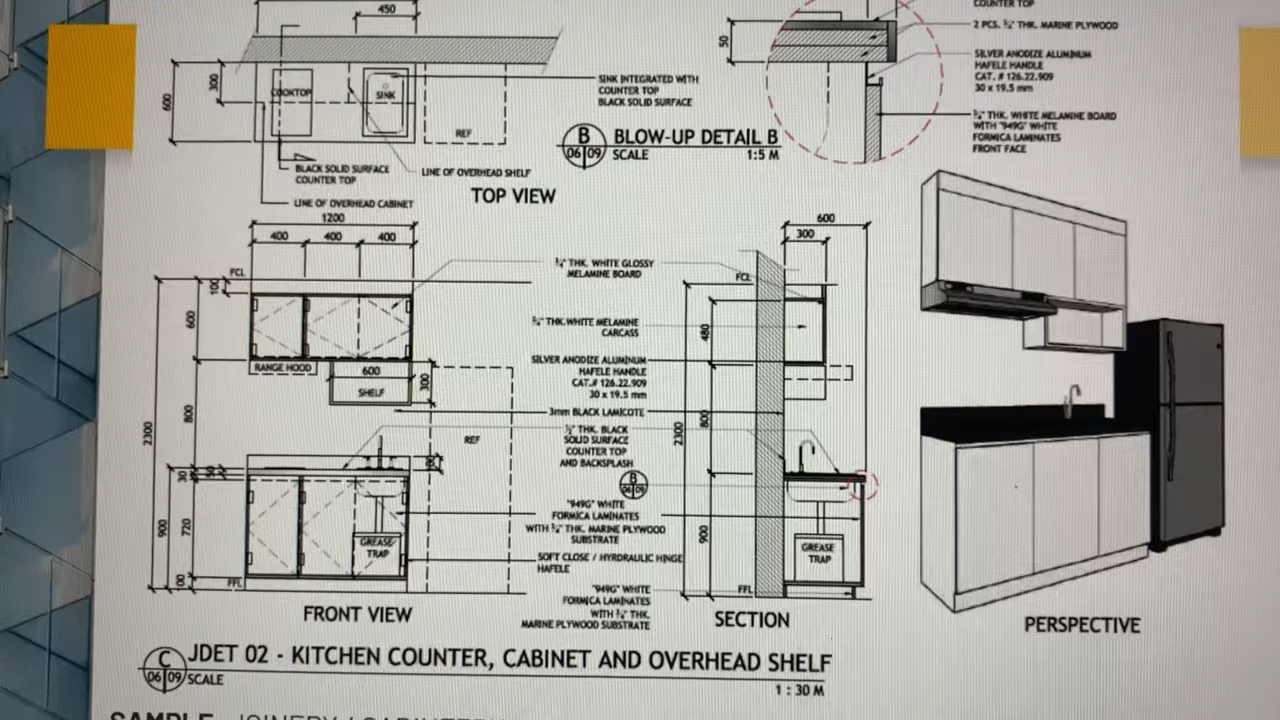 450
COUNTER TOP
2 PCS. ¾" THK. MARINE PLYWOOD
50
SILVER ANODIZE ALUMINUM
HAFELE HANDLE
CAT. # 126.22.909
30 x 19.5 mm
¾" THK. WHITE MELAMINE BOARD
WITH "949G" WHITE
FORMICA LAMINATES
FRONT FACE
600
300
COOKTOP
SINK
REF
SINK INTEGRATED WITH
COUNTER TOP
BLACK SOLID SURFACE
B
06 09
BLOW-UP DETAIL B
SCALE
1:5 M
BLACK SOLID SURFACE
COUNTER TOP
LINE OF OVERHEAD SHELF
LINE OF OVERHEAD CABINET
TOP VIEW
1200
400
400
400
FCL
100
600
RANGE HOOD
600
SHELF
300
800
2300
REF
900
720
GREASE
TRAP
FFL
FRONT VIEW
¾" THK. WHITE GLOSSY
MELAMINE BOARD
¾" THK.WHITE MELAMINE
CARCASS
SILVER ANODIZE ALUMINUM
HAFELE HANDLE
CAT.# 126.22.909
30 x 19.5 mm
3mm BLACK LAMICOTE
½" THK. BLACK
SOLID SURFACE
COUNTER TOP
AND BACKSPLASH
B
06 09
"949G" WHITE
FORMICA LAMINATES
WITH ¾" THK. MARINE PLYWOOD
SUBSTRATE
SOFT CLOSE / HYRDRAULIC HINGE
HAFELE
"949G" WHITE
FORMICA LAMINATES
WITH ¾" THK.
MARINE PLYWOOD SUBSTRATE
600
300
FCL
480
800
2300
900
GREASE
TRAP
FFL
SECTION
PERSPECTIVE
C
06 09
JDET 02 - KITCHEN COUNTER, CABINET AND OVERHEAD SHELF
SCALE
1 : 30 M